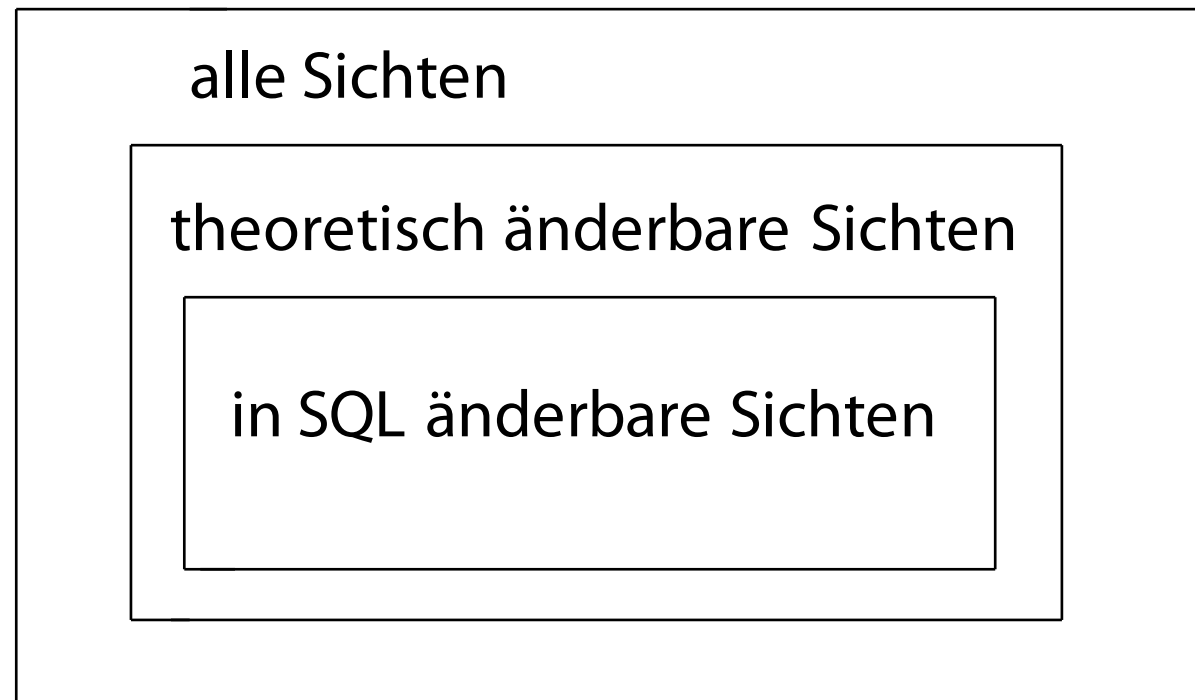 alle Sichten
theoretisch änderbare Sichten
in SQL änderbare Sichten